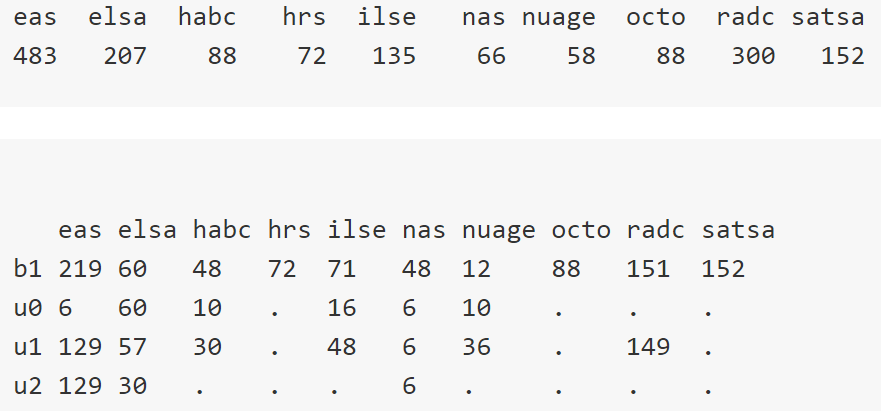 eas elsa habc hrs ilse nas nuage octo radc satsa
483 207 88 72 135 66 58 88 300 152
eas elsa habc hrs ilse nas nuage octo radc satsa
b1 219 60 48 72 71 48 12 88 151 152
u0 6 60 10 . 16 6 10 . . .
u1 129 57 30 . 48 6 36 . 149 .
u2 129 30 . . . 6 . . . .